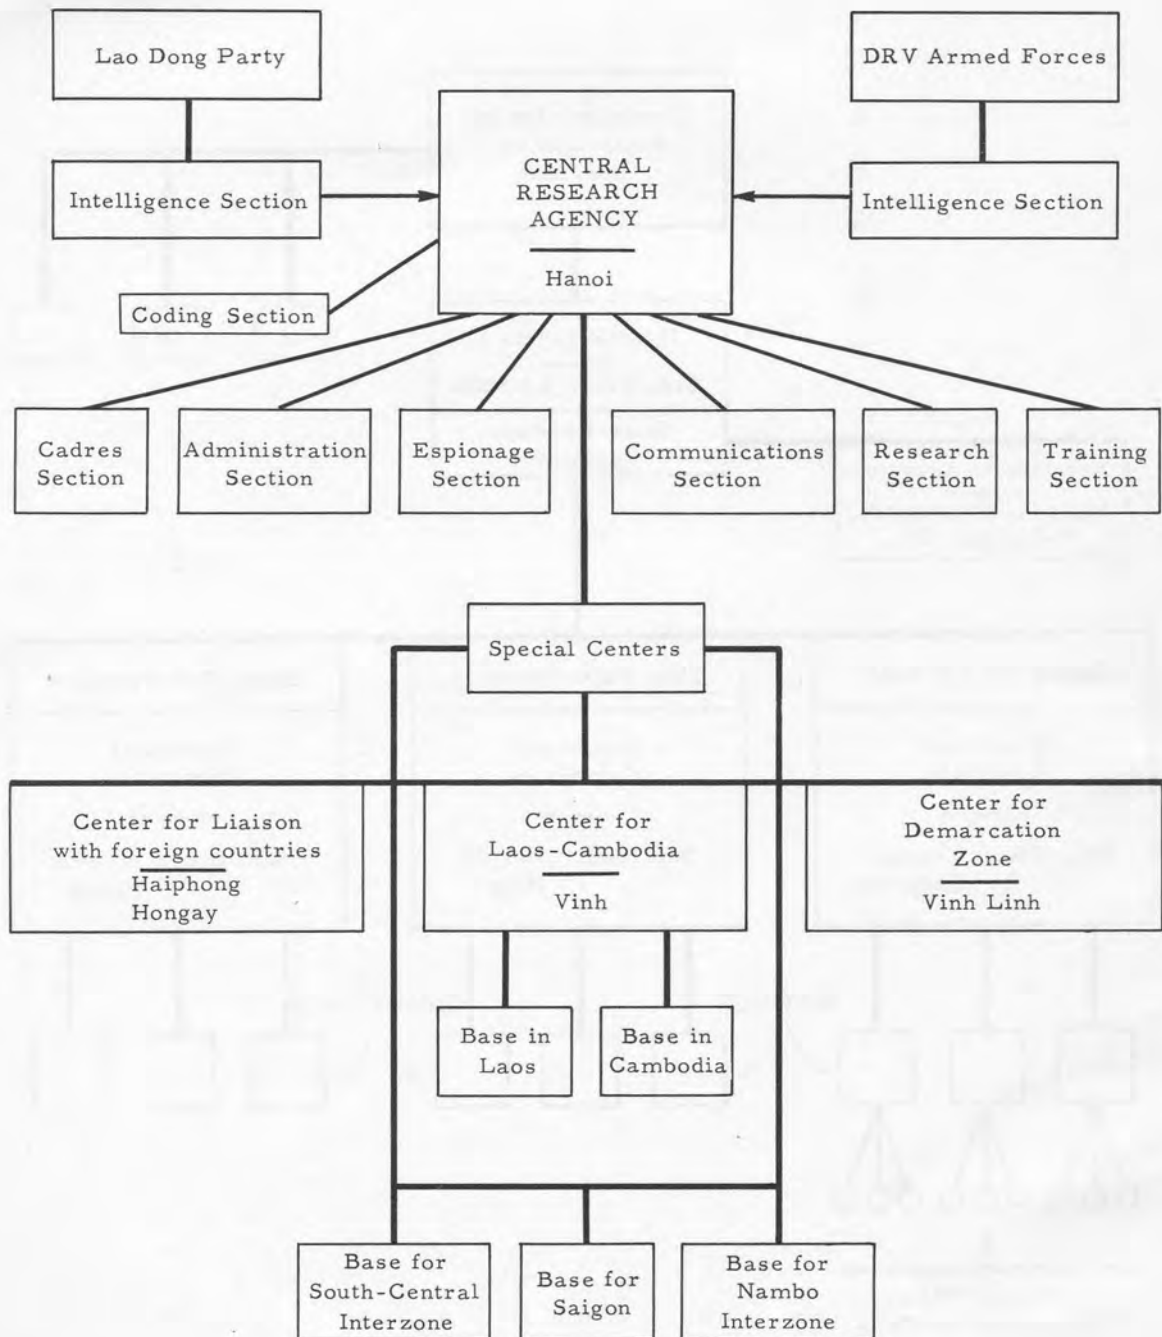 Lao Dong Party
DRV Armed Forces
CENTRAL
RESEARCH
AGENCY
Hanoi
Intelligence Section
Intelligence Section
Coding Section
Cadres
Section
Administration
Section
Espionage
Section
Communications
Section
Research
Section
Training
Section
Special Centers
Center for Liaison
with foreign countries
Haiphong
Hongay
Center for
Laos-Cambodia
Vinh
Center for
Demarcation
Zone
Vinh Linh
Base in
Laos
Base in
Cambodia
Base for
South-Central
Interzone
Base for
Saigon
Base for
Nambo
Interzone